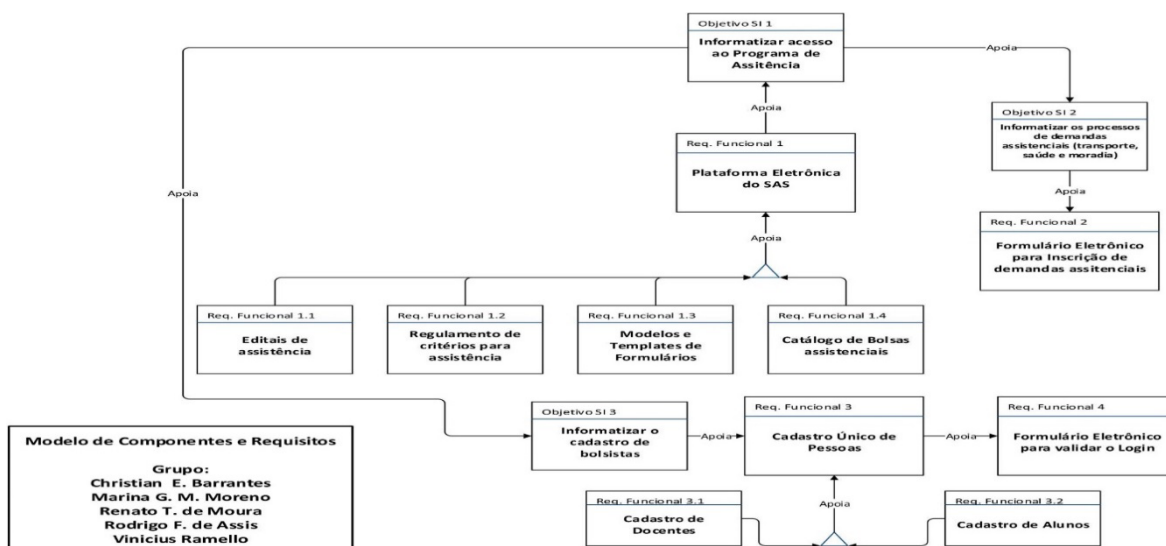 Objetivo SI 1
Informatizar acesso
ao Programa de
Assitência
Apoia
Apoia
Objetivo SI 2
Informatizar os processos
de demandas
assistenciais (transporte,
saúde e moradia)
Req. Funcional 1
Plataforma Eletrônica
do SAS
Apoia
Apoia
Req. Funcional 2
Formulário Eletrônico
para Inscrição de
demandas assitenciais
Apoia
Req. Funcional 1.1
Editais de
assistência
Req. Funcional 1.2
Regulamento de
critérios para
assistência
Req. Funcional 1.3
Modelos e
Templates de
Formulários
Req. Funcional 1.4
Catálogo de Bolsas
assistenciais
Objetivo SI 3
Informatizar o
cadastro de
bolsistas
Apoia
Req. Funcional 3
Cadastro Único de
Pessoas
Apoia
Req. Funcional 4
Formulário Eletrônico
para validar o Login
Apoia
Req. Funcional 3.1
Cadastro de
Docentes
Req. Funcional 3.2
Cadastro de Alunos
Modelo de Componentes e Requisitos
Grupo:
Christian E. Barrantes
Marina G. M. Moreno
Renato T. de Moura
Rodrigo F. de Assis
Vinicius Ramello